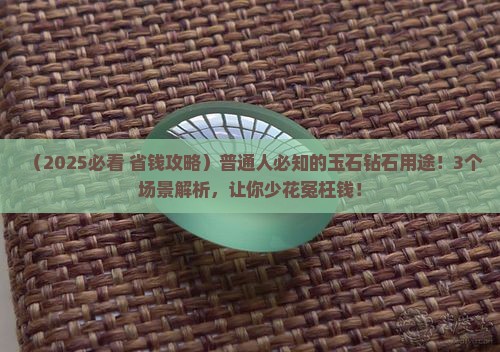 （2025必看 省钱攻略）普通人必知的玉石钻石用途！3个
场景解析，让你少花冤枉钱！